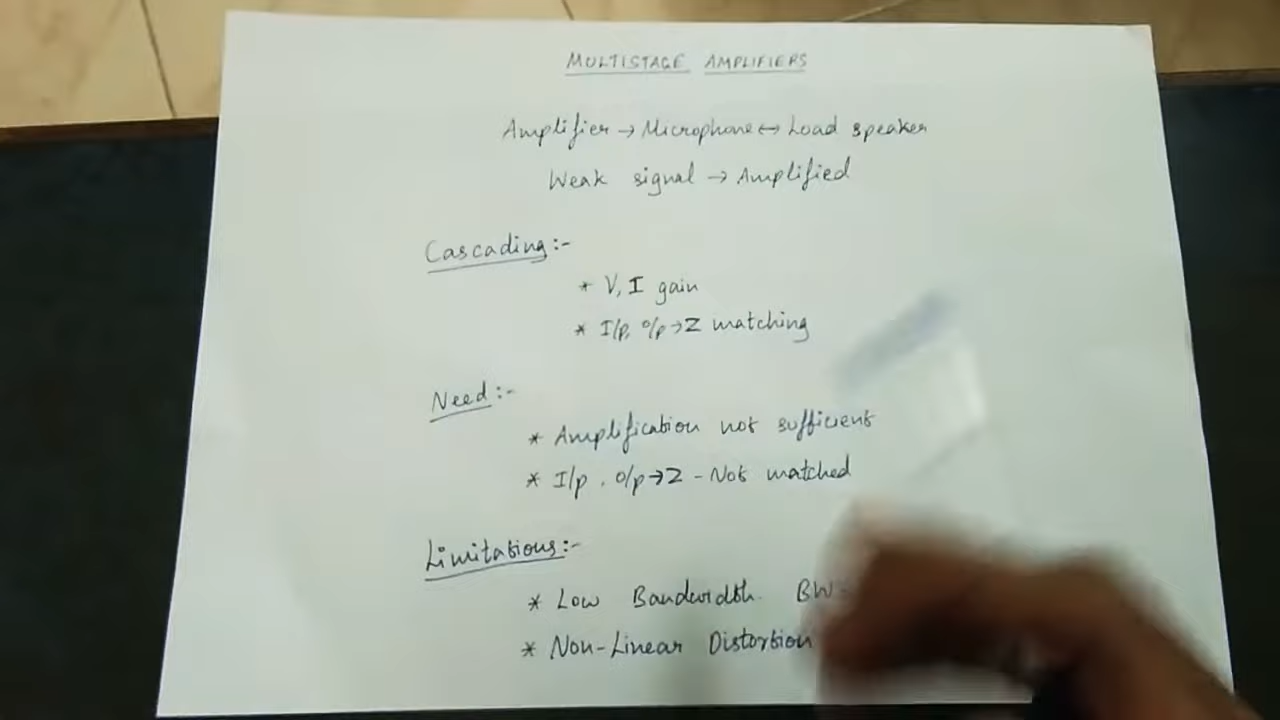 MULTISTAGE AMPLIFIERS
Amplifier → Microphone ↔ Load speaker
Weak signal → Amplified
Cascading:-
* V, I gain
* I/p, o/p → Z matching
Need:-
* Amplification not sufficient
* I/p, o/p → Z - Not matched
Limitations:-
* Low Bandwidth. BW=
* Non-Linear Distortion